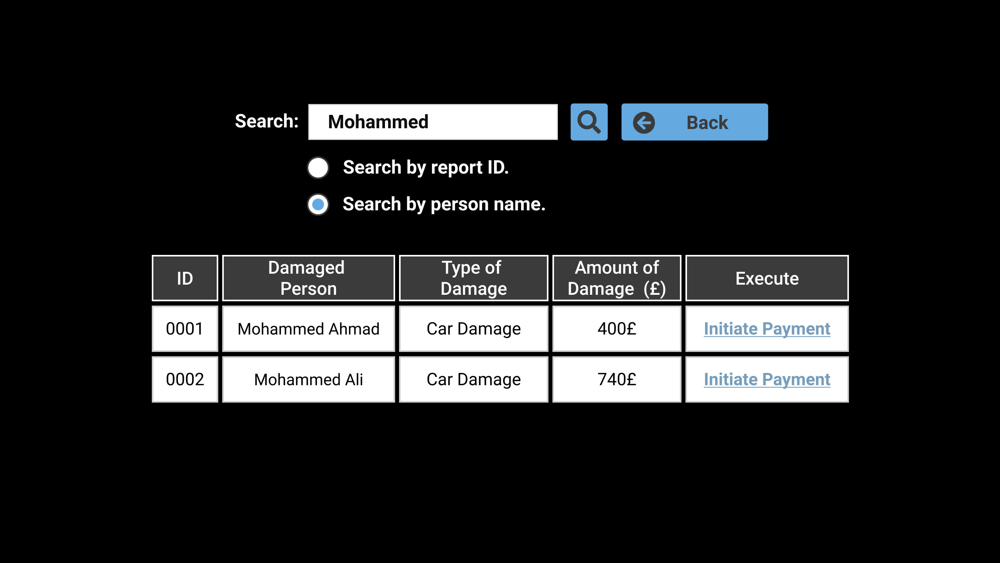 Search: Mohammed Back
Search by report ID.
Search by person name.
ID Damaged Person Type of Damage Amount of Damage (£) Execute
0001 Mohammed Ahmad Car Damage 400£ Initiate Payment
0002 Mohammed Ali Car Damage 740£ Initiate Payment